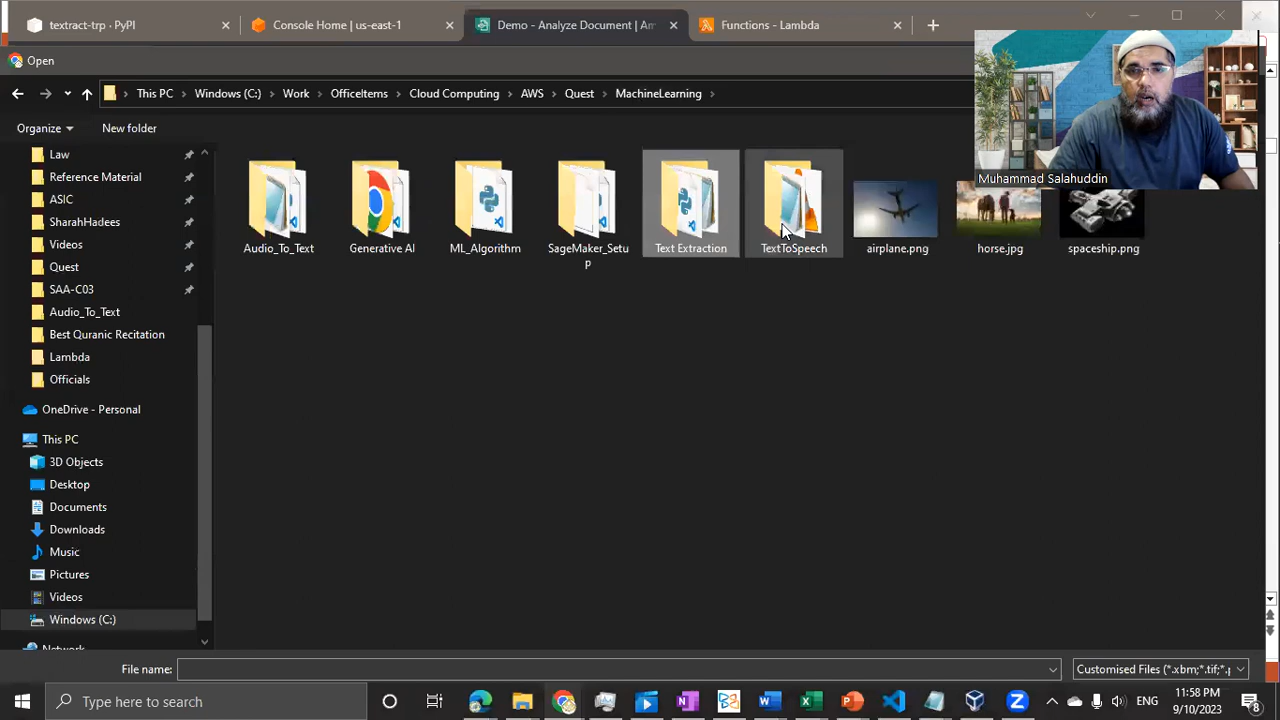 textract-trp · PyPI
Console Home | us-east-1
Demo - Analyze Document | Am
Functions - Lambda
Open
This PC > Windows (C:) > Work > OfficeItems > Cloud Computing > AWS > Quest > MachineLearning >
Organize
New folder
Law
Reference Material
ASIC
SharahHadees
Videos
Quest
SAA-C03
Audio_To_Text
Best Quranic Recitation
Lambda
Officials
OneDrive - Personal
This PC
3D Objects
Desktop
Documents
Downloads
Music
Pictures
Videos
Windows (C:)
Network
Audio_To_Text
Generative AI
ML_Algorithm
SageMaker_Setu
p
Text Extraction
TextToSpeech
airplane.png
horse.jpg
spaceship.png
Muhammad Salahuddin
File name:
Customised Files (*.xbm;*.tif;*.p
Type here to search
ENG
11:58 PM
9/10/2023
8